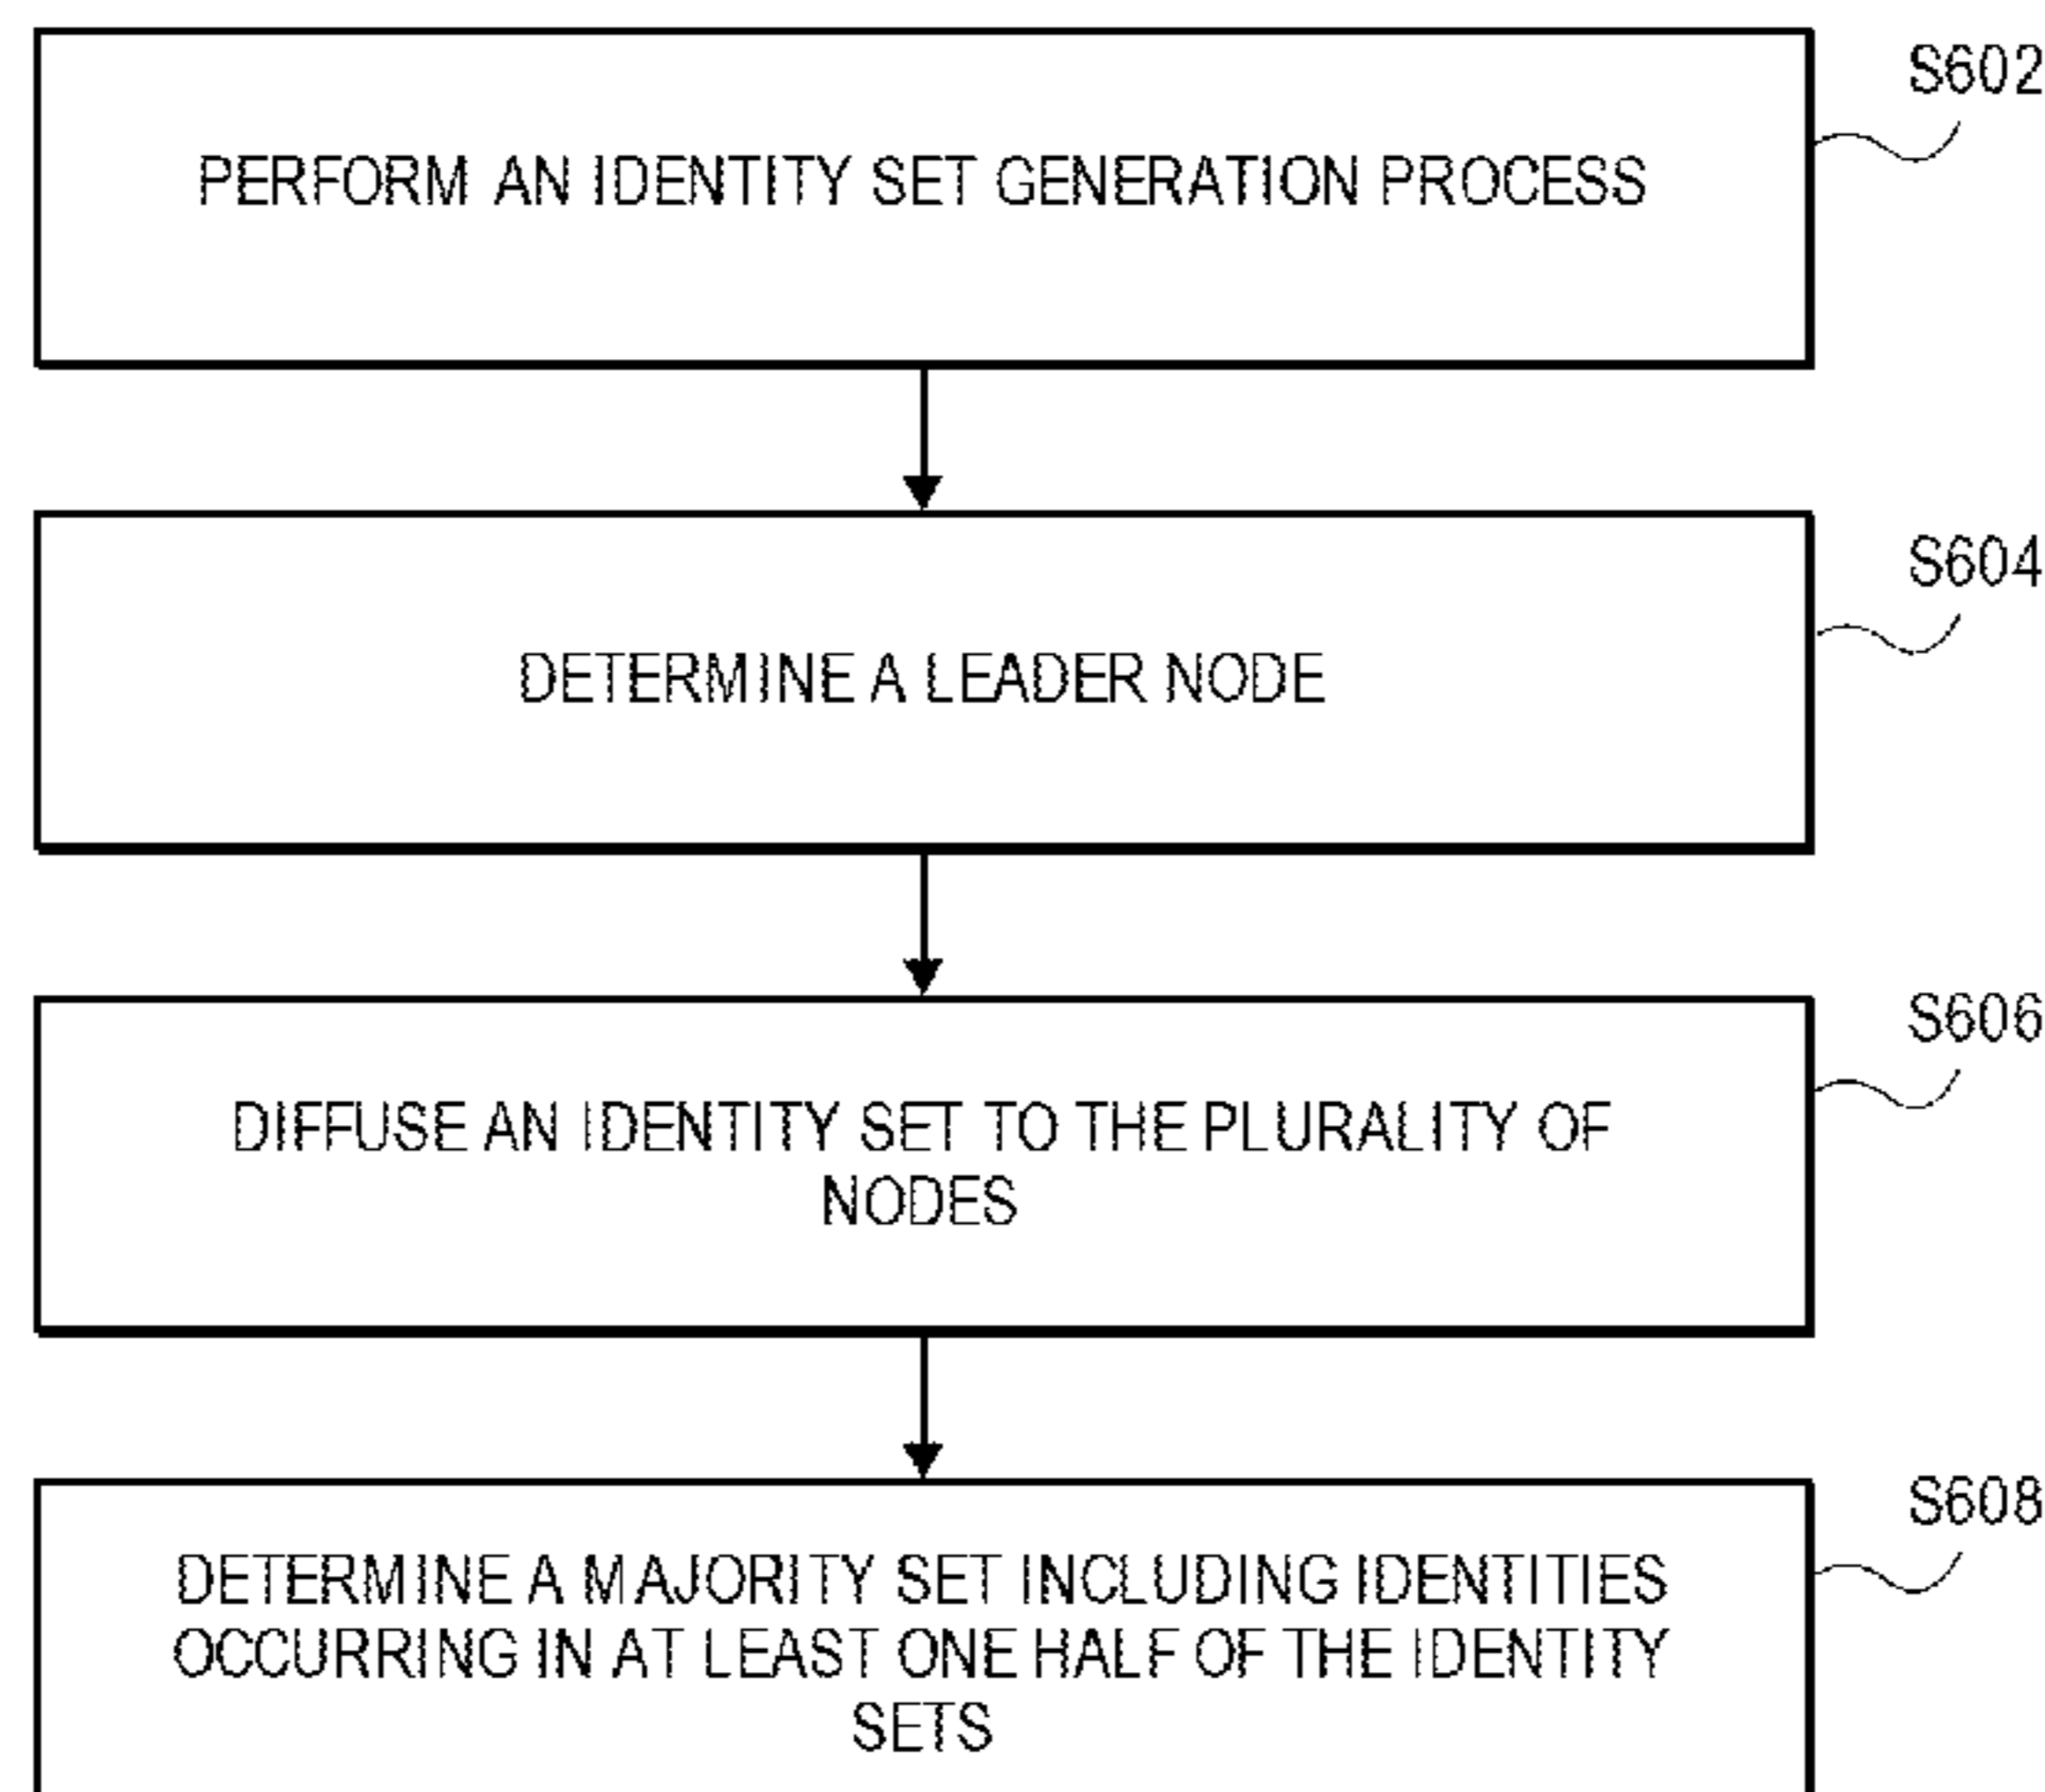 S602
PERFORM AN IDENTITY SET GENERATION PROCESS
S604
DETERMINE A LEADER NODE
S606
DIFFUSE AN IDENTITY SET TO THE PLURALITY OF
NODES
S608
DETERMINE A MAJORITY SET INCLUDING IDENTITIES
OCCURRING IN AT LEAST ONE HALF OF THE IDENTITY
SETS